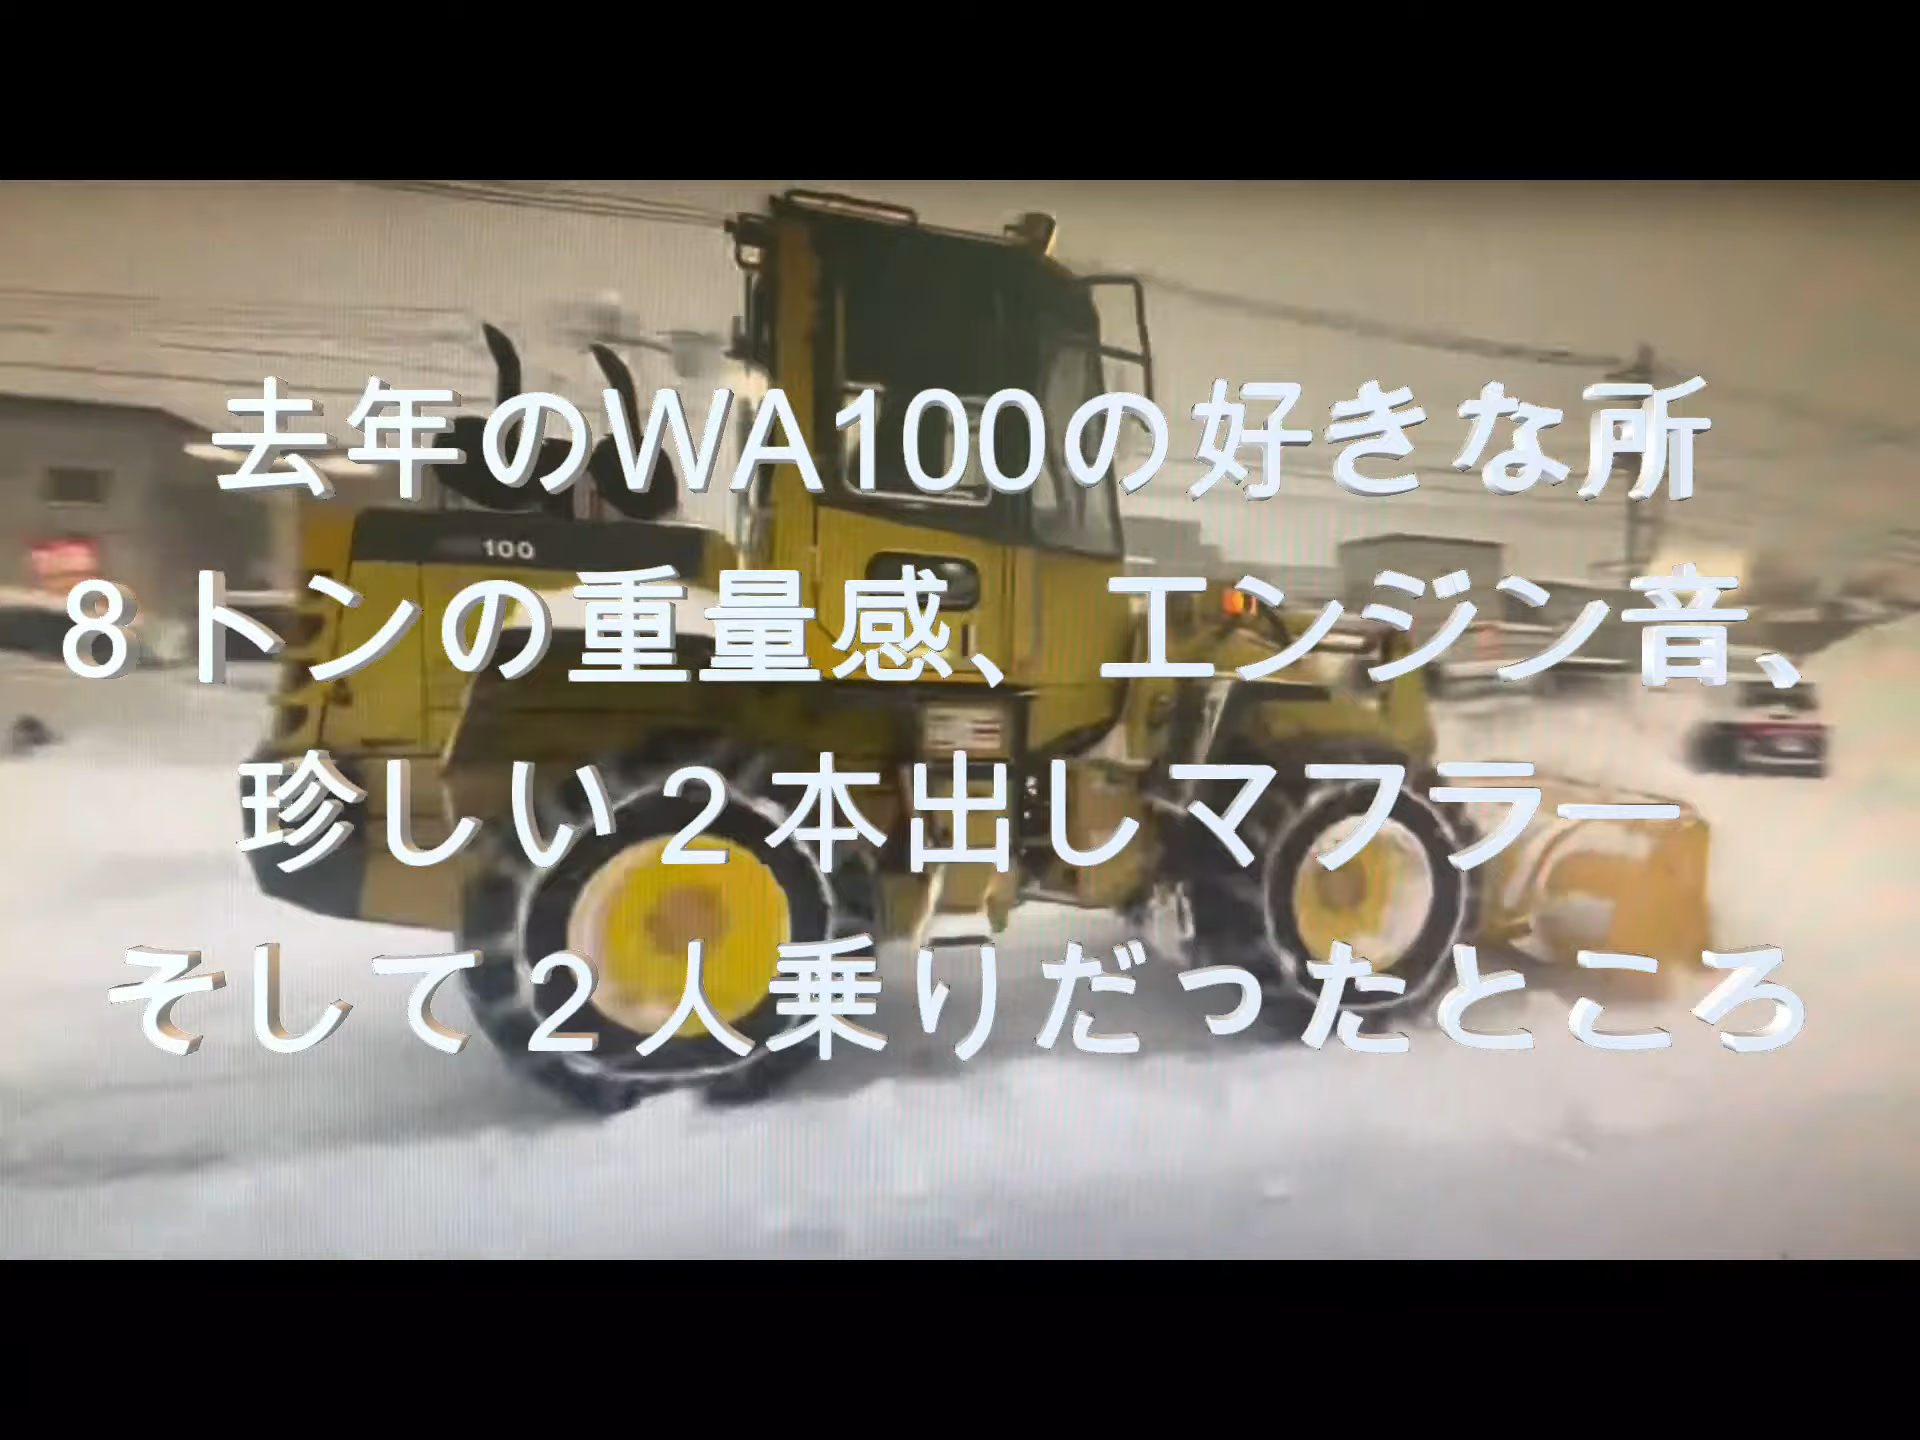 去年のWA100の好きな所
8トンの重量感、エンジン音、
珍しい2本出しマフラー
そして2人乗りだったところ
100